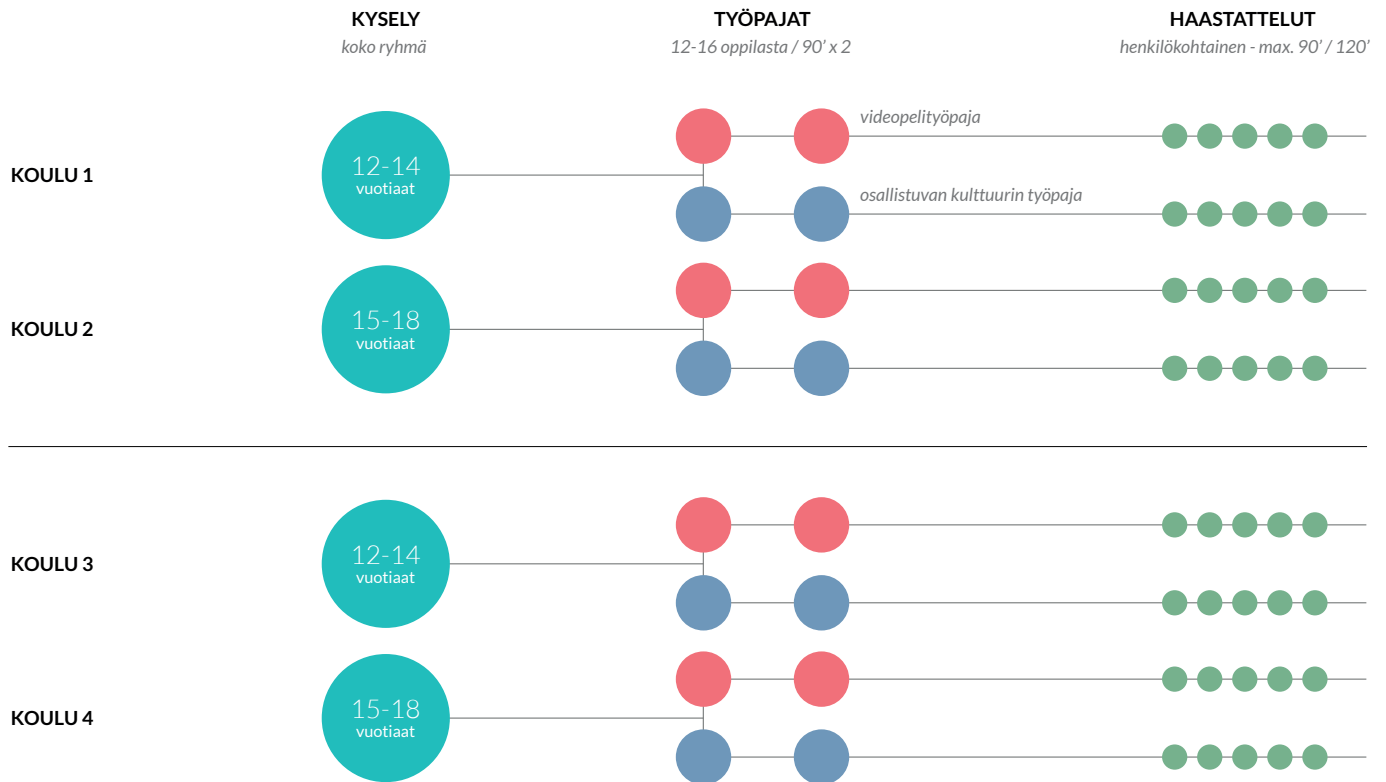 KYSELY
koko ryhmä
TYÖPAJAT
12-16 oppilasta / 90’ x 2
HAASTATTELUT
henkilökohtainen - max. 90’ / 120’
KOULU 1
12-14
vuotiaat
videopelityöpaja
osallistuvan kulttuurin työpaja
KOULU 2
15-18
vuotiaat
KOULU 3
12-14
vuotiaat
KOULU 4
15-18
vuotiaat